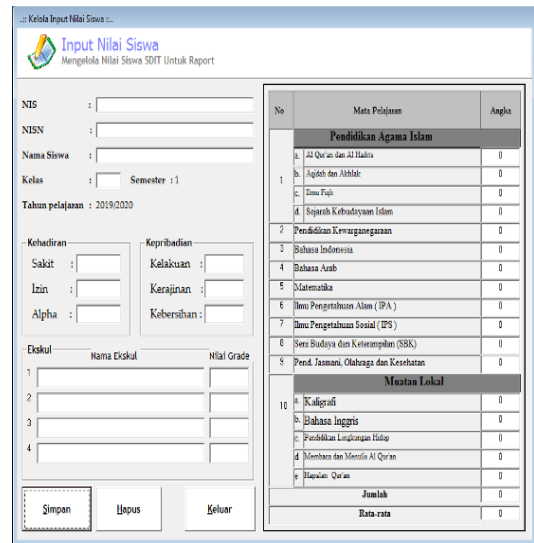 ..:: Kelola Input Nilai Siswa ::..
Input Nilai Siswa
Mengelola Nilai Siswa SDIT Untuk Raport
NIS :
NISN :
Nama Siswa :
Kelas : Semester : 1
Tahun pelajaran : 2019/2020
Kehadiran
Sakit :
Izin :
Alpha :
Kepribadian
Kelakuan :
Kerajinan :
Kebersihan :
Ekskul
Nama Ekskul Nilai Grade
1
2
3
4
Simpan Hapus Keluar
No Mata Pelajaran Angka
Pendidikan Agama Islam
1
a. Al Qur'an dan Al Hadits 0
b. Aqidah dan Akhlak 0
c. Ilmu Fiqh 0
d. Sejarah Kebudayaan Islam 0
2 Pendidikan Kewarganegaraan 0
3 Bahasa Indonesia 0
4 Bahasa Arab 0
5 Matematika 0
6 Ilmu Pengetahuan Alam ( IPA ) 0
7 Ilmu Pengetahuan Sosial ( IPS ) 0
8 Seni Budaya dan Keterampilan (SBK) 0
9 Pend. Jasmani, Olahraga dan Kesehatan 0
Muatan Lokal
10
a. Kaligrafi 0
b. Bahasa Inggris 0
c. Pendidikan Lingkungan Hidup 0
d. Membaca dan Menulis Al Qur'an 0
e Hapalan Qur'an 0
Jumlah 0
Rata-rata 0